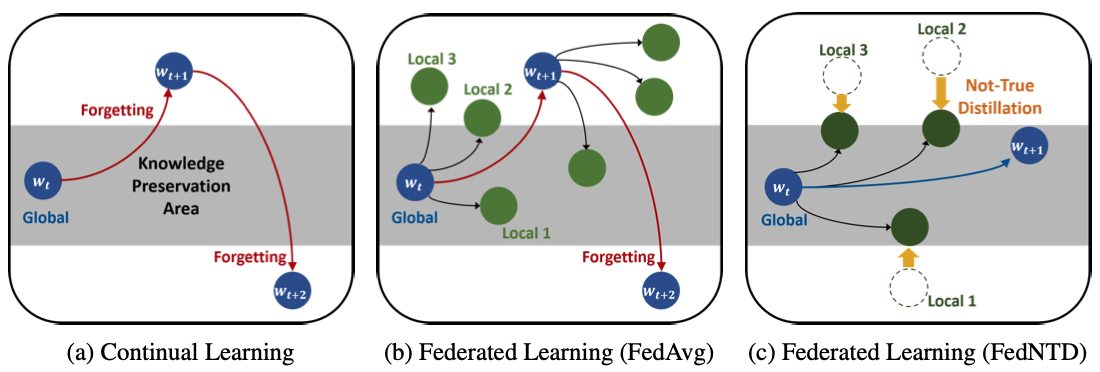 w_{t+1}
Forgetting
Knowledge
Preservation
Area
w_t
Global
Forgetting
w_{t+2}
(a) Continual Learning
Local 3
Local 2
w_{t+1}
w_t
Global
Local 1
Forgetting
w_{t+2}
(b) Federated Learning (FedAvg)
Local 2
Local 3
Not-True
Distillation
w_{t+1}
w_t
Global
Local 1
(c) Federated Learning (FedNTD)